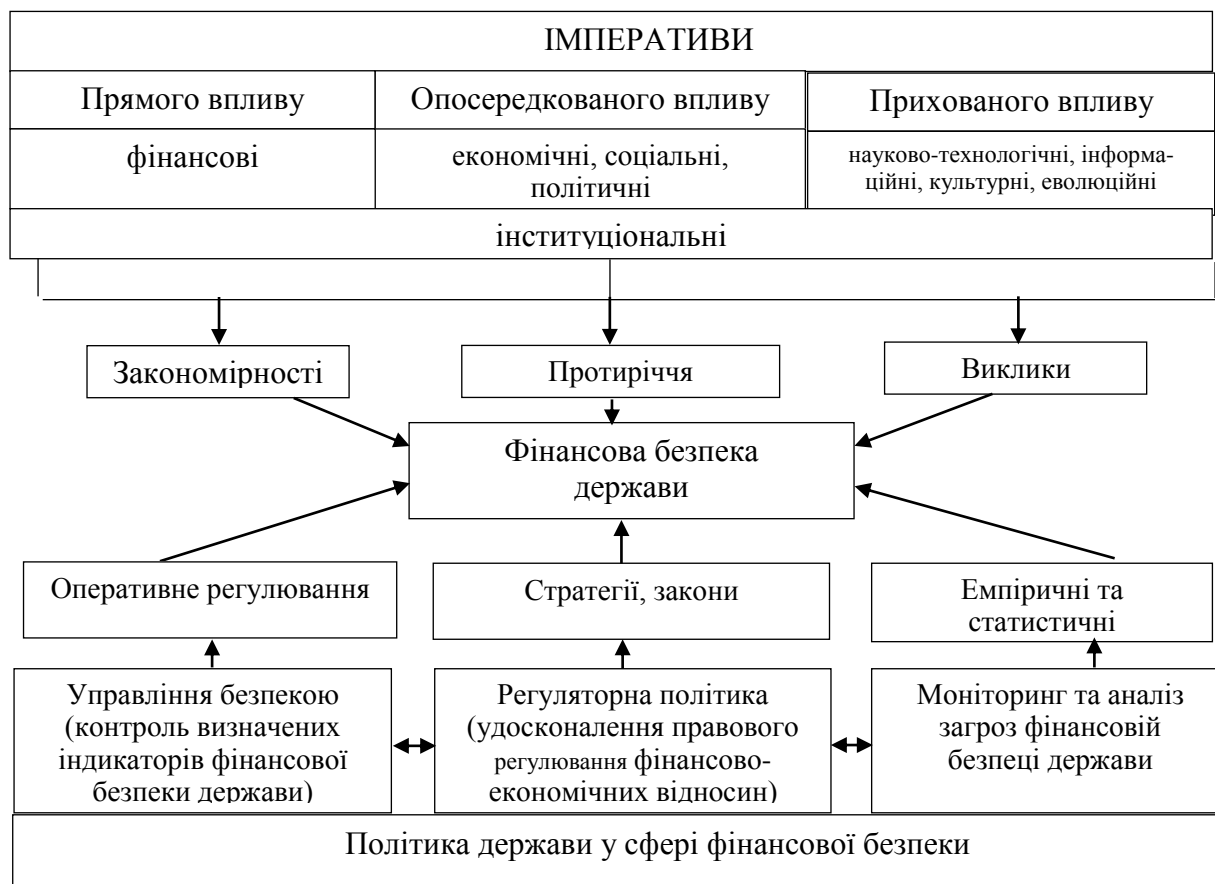 ІМПЕРАТИВИ
Прямого впливу
Опосередкованого впливу
Прихованого впливу
фінансові
економічні, соціальні,
політичні
науково-технологічні, інформа-
ційні, культурні, еволюційні
інституціональні
Закономірності
Протиріччя
Виклики
Фінансова безпека
держави
Оперативне регулювання
Стратегії, закони
Емпіричні та
статистичні
Управління безпекою
(контроль визначених
індикаторів фінансової
безпеки держави)
Регуляторна політика
(удосконалення правового
регулювання фінансово-
економічних відносин)
Моніторинг та аналіз
загроз фінансовій
безпеці держави
Політика держави у сфері фінансової безпеки